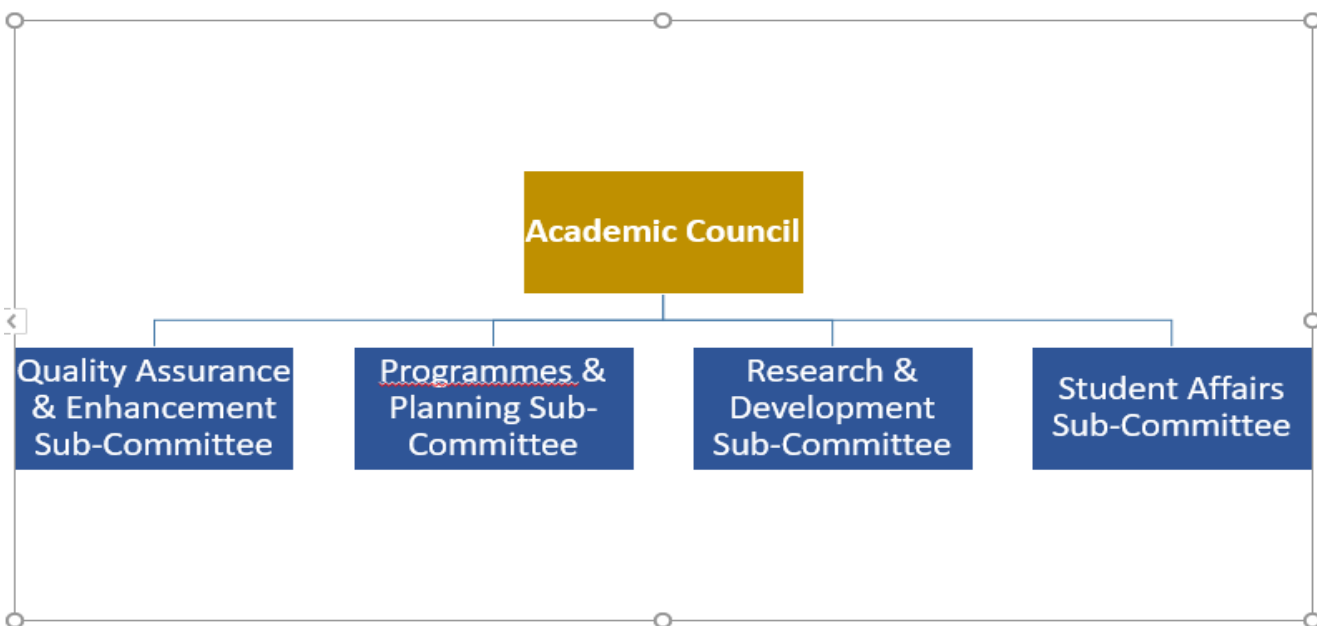 Academic Council
Quality Assurance
& Enhancement
Sub-Committee
Programmes &
Planning Sub-
Committee
Research &
Development
Sub-Committee
Student Affairs
Sub-Committee